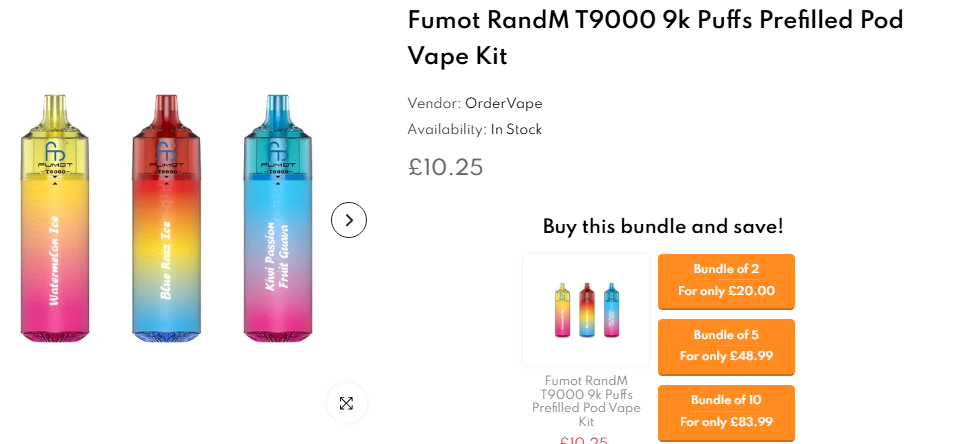 Fumot RandM T9000 9k Puffs Prefilled Pod
Vape Kit
Vendor: OrderVape
Availability: In Stock
£10.25
FUMOT
T9000
Watermelon Ice
FUMOT
T9000
Blue Razz Ice
FUMOT
T9000
Kiwi Passion
Fruit Guava
Buy this bundle and save!
Bundle of 2
For only £20.00
Bundle of 5
For only £48.99
Bundle of 10
For only £83.99
Fumot RandM
T9000 9k Puffs
Prefilled Pod Vape
Kit
£10.25